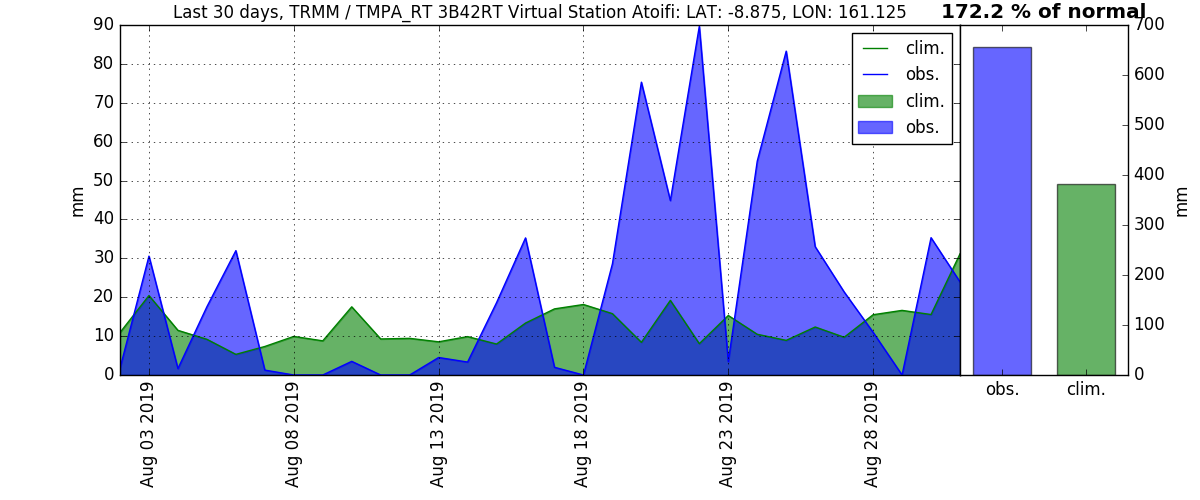 Last 30 days, TRMM / TMPA_RT 3B42RT Virtual Station Atoifi: LAT: -8.875, LON: 161.125
172.2 % of normal
90
80
70
60
50
40
30
20
10
0
mm
clim.
obs.
clim.
obs.
Aug 03 2019
Aug 08 2019
Aug 13 2019
Aug 18 2019
Aug 23 2019
Aug 28 2019
700
600
500
400
300
200
100
0
mm
obs.
clim.